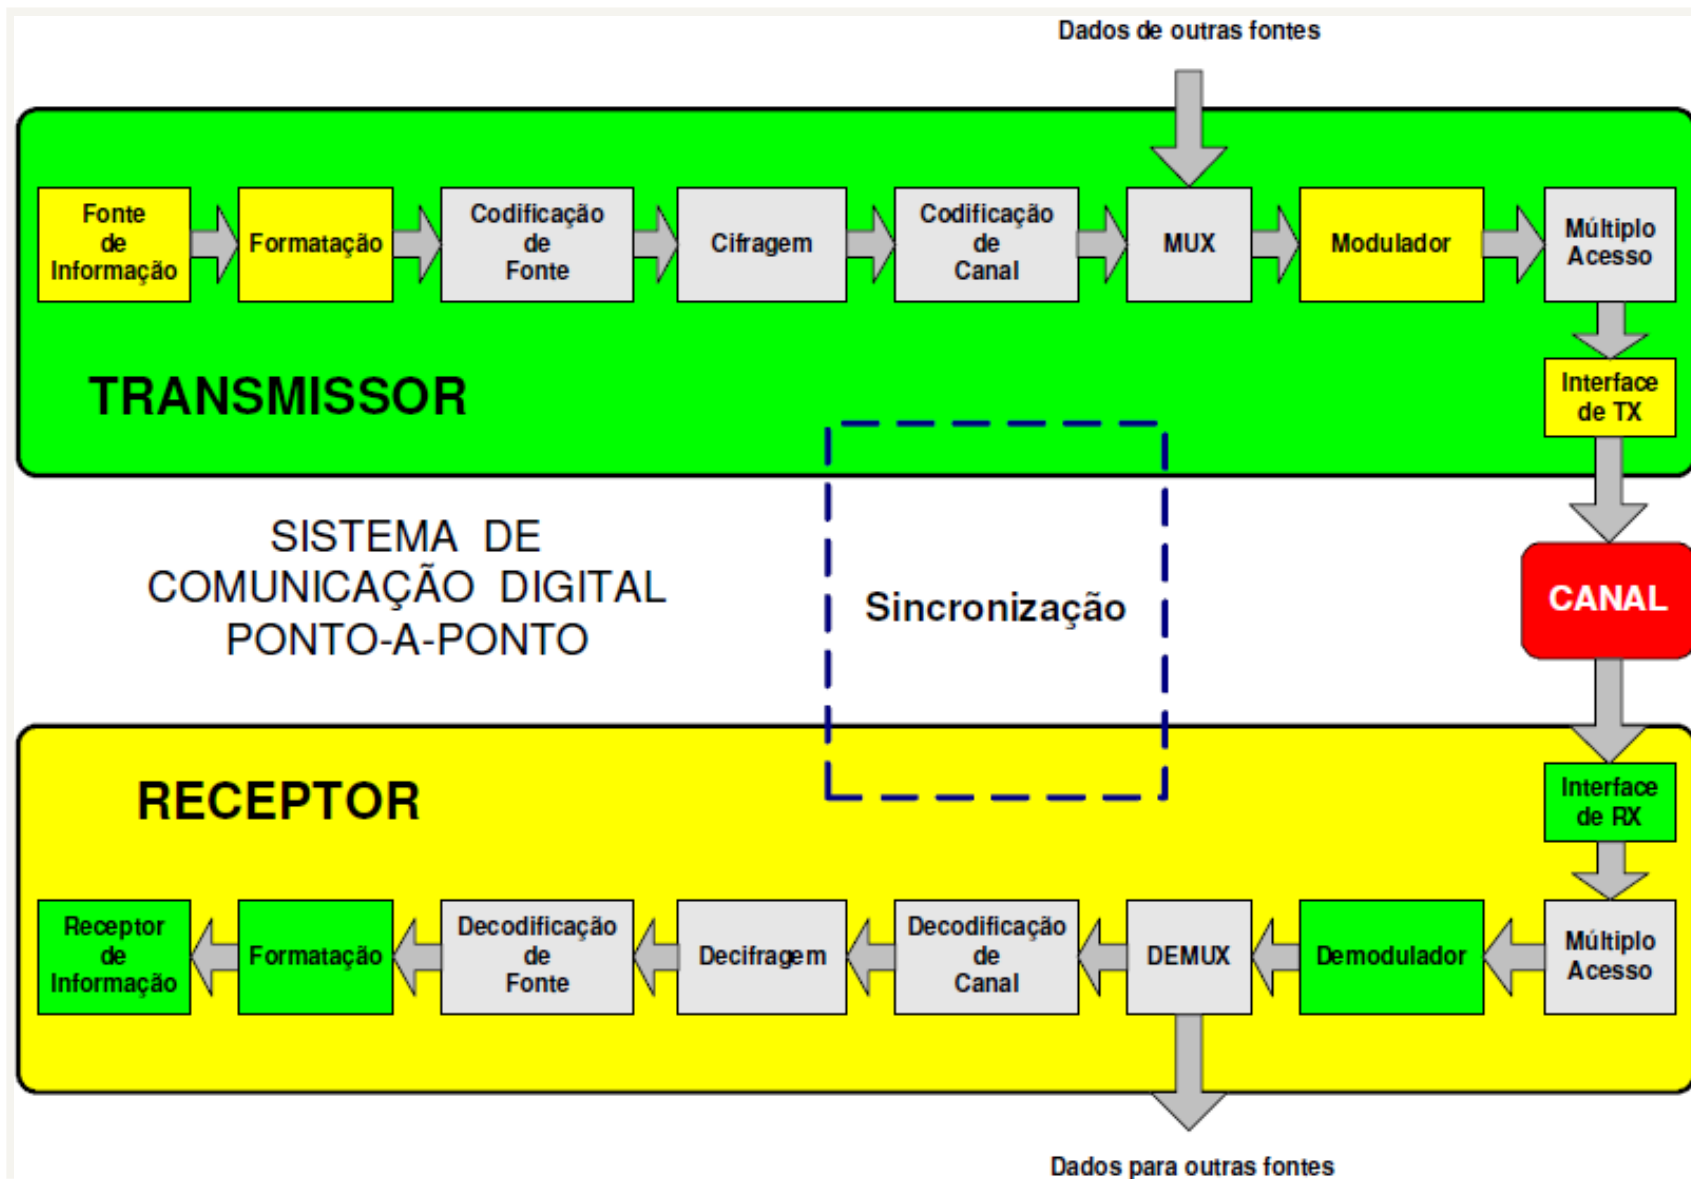 Dados de outras fontes
Fonte
de
Informação
Formatação
Codificação
de
Fonte
Cifragem
Codificação
de
Canal
MUX
Modulador
Múltiplo
Acesso
TRANSMISSOR
Interface
de TX
SISTEMA DE
COMUNICAÇÃO DIGITAL
PONTO-A-PONTO
Sincronização
CANAL
RECEPTOR
Interface
de RX
Receptor
de
Informação
Formatação
Decodificação
de
Fonte
Decifragem
Decodificação
de
Canal
DEMUX
Demodulador
Múltiplo
Acesso
Dados para outras fontes